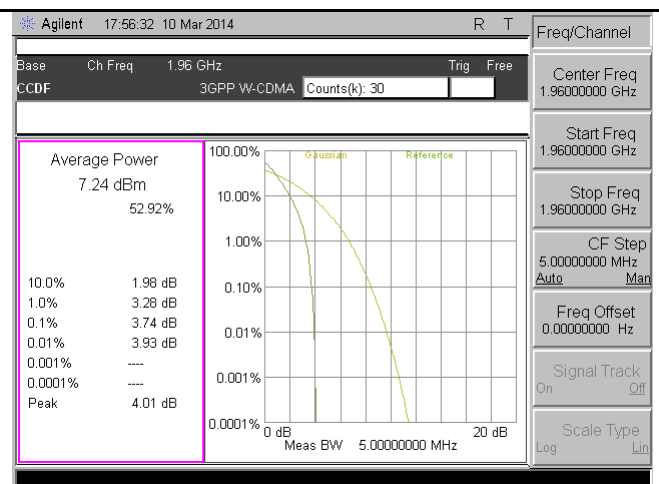 Agilent 17:56:32 10 Mar 2014 R T
Base Ch Freq 1.96 GHz Trig Free
CCDF 3GPP W-CDMA Counts(k): 30
Average Power
7.24 dBm
52.92%
10.0% 1.98 dB
1.0% 3.28 dB
0.1% 3.74 dB
0.01% 3.93 dB
0.001% ----
0.0001% ----
Peak 4.01 dB
Gaussian Reference
100.00%
10.00%
1.00%
0.10%
0.01%
0.001%
0.0001%
0 dB 20 dB
Meas BW 5.00000000 MHz
Freq/Channel
Center Freq
1.96000000 GHz
Start Freq
1.96000000 GHz
Stop Freq
1.96000000 GHz
CF Step
5.00000000 MHz
Auto Man
Freq Offset
0.00000000 Hz
Signal Track
On Off
Scale Type
Log Lin